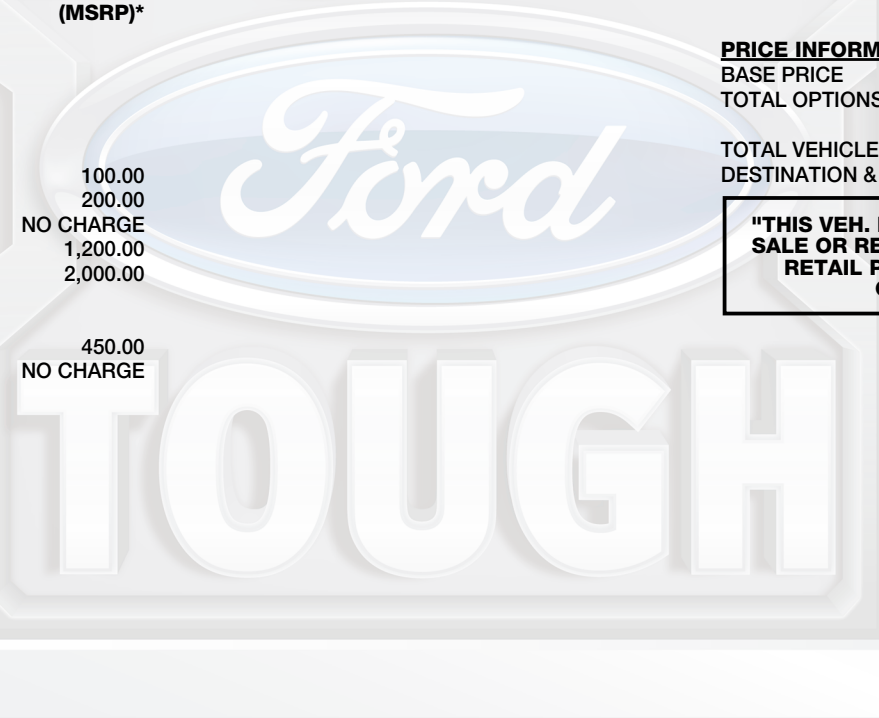 (MSRP)*
100.00
200.00
NO CHARGE
1,200.00
2,000.00
450.00
NO CHARGE
PRICE INFORM
BASE PRICE
TOTAL OPTIONS
TOTAL VEHICLE
DESTINATION &
"THIS VEH.
SALE OR RE
RETAIL P
Ford
TOUGH